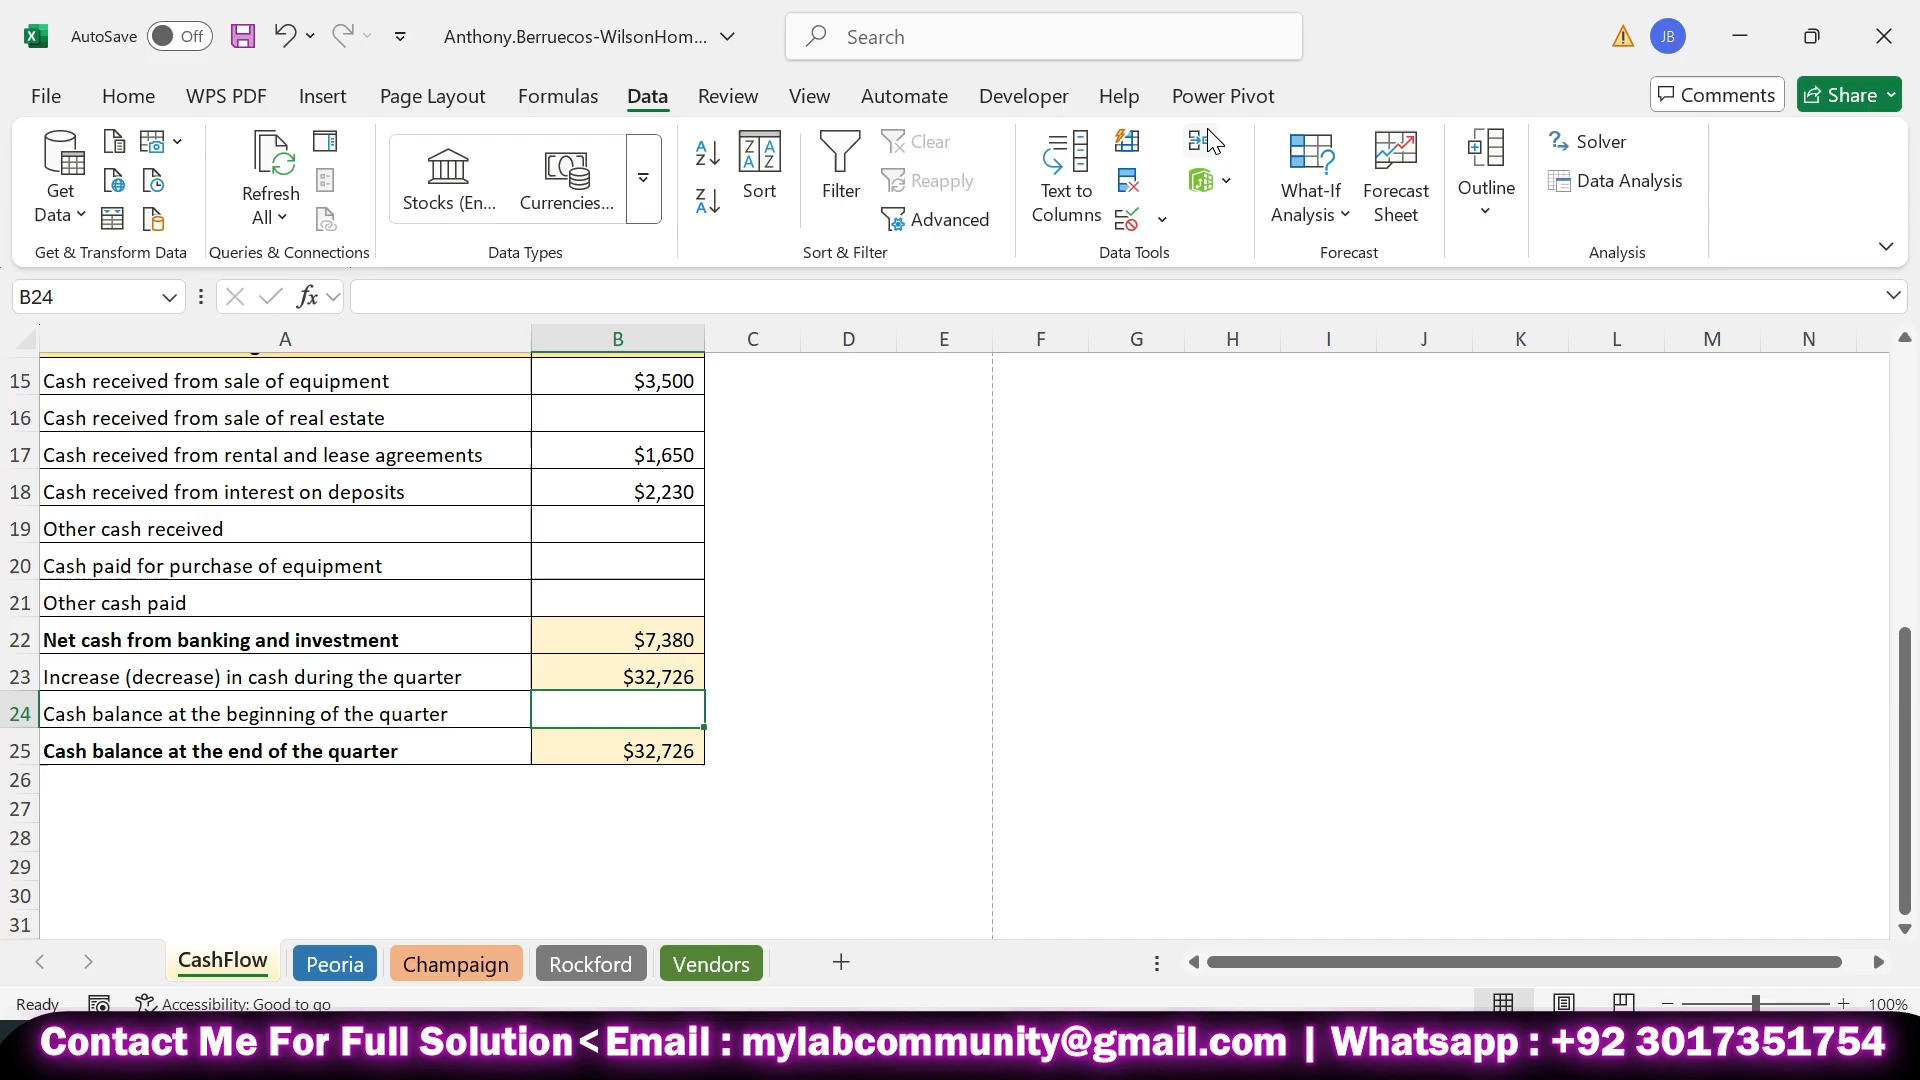 AutoSave Off Anthony.Berruecos-WilsonHom... Search JB
File Home WPS PDF Insert Page Layout Formulas Data Review View Automate Developer Help Power Pivot Comments Share
Get Data
Refresh All
Stocks (En... Currencies...
Sort
Filter
Clear
Reapply
Advanced
Text to Columns
What-If Analysis
Forecast Sheet
Outline
Solver
Data Analysis
Get & Transform Data Queries & Connections Data Types Sort & Filter Data Tools Forecast Analysis
B24 fx
A B C D E F G H I J K L M N
15 Cash received from sale of equipment $3,500
16 Cash received from sale of real estate
17 Cash received from rental and lease agreements $1,650
18 Cash received from interest on deposits $2,230
19 Other cash received
20 Cash paid for purchase of equipment
21 Other cash paid
22 Net cash from banking and investment $7,380
23 Increase (decrease) in cash during the quarter $32,726
24 Cash balance at the beginning of the quarter
25 Cash balance at the end of the quarter $32,726
26
27
28
29
30
31
CashFlow Peoria Champaign Rockford Vendors
Ready Accessibility: Good to go 100%
Contact Me For Full Solution < Email : mylabcommunity@gmail.com | Whatsapp : +92 3017351754